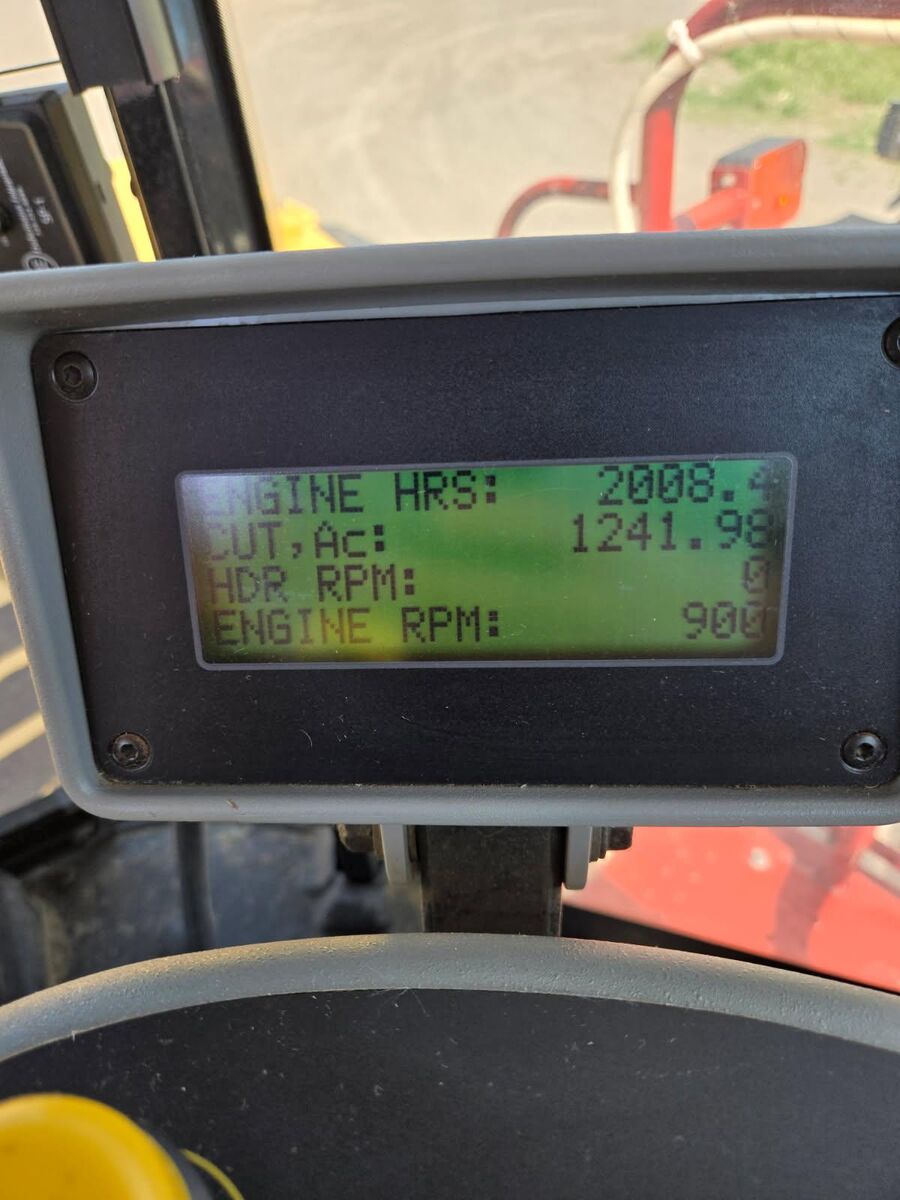 ENGINE HRS: 2008.4
CUT,Ac: 1241.98
HDR RPM: 0
ENGINE RPM: 900